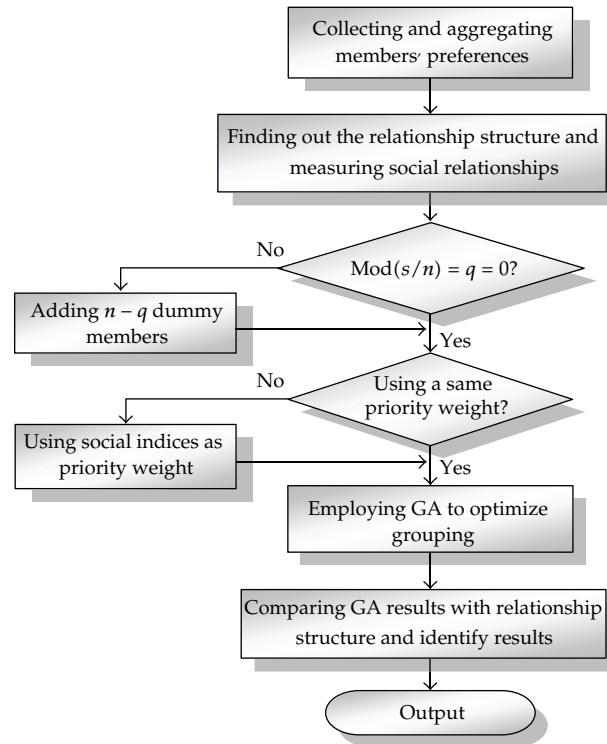 Collecting and aggregating
members' preferences
Finding out the relationship structure and
measuring social relationships
No
Mod(s/n) = q = 0?
Adding n − q dummy
members
Yes
No
Using a same
priority weight?
Using social indices as
priority weight
Yes
Employing GA to optimize
grouping
Comparing GA results with relationship
structure and identify results
Output